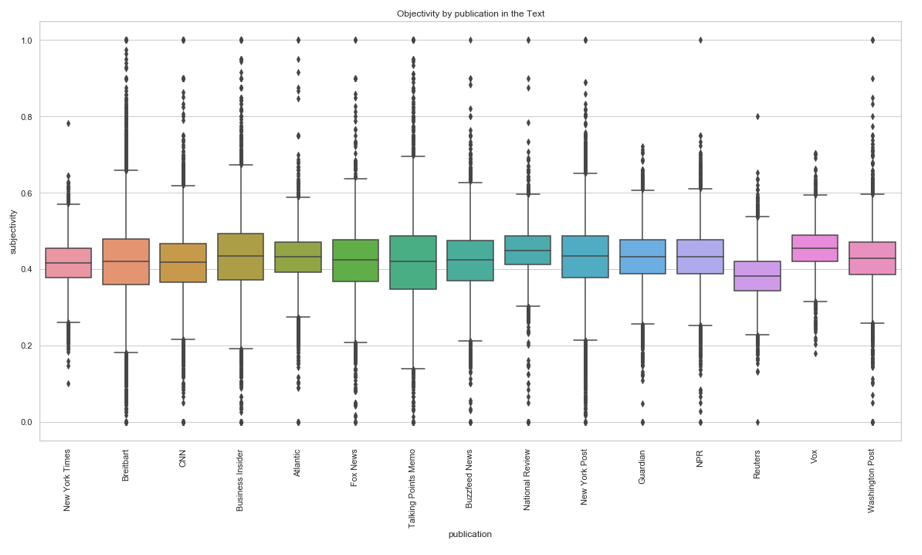 Objectivity by publication in the Text
1.0
0.8
0.6
0.4
0.2
0.0
subjectivity
New York Times
Breitbart
CNN
Business Insider
Atlantic
Fox News
Talking Points Memo
Buzzfeed News
National Review
New York Post
Guardian
NPR
Reuters
Vox
Washington Post
publication